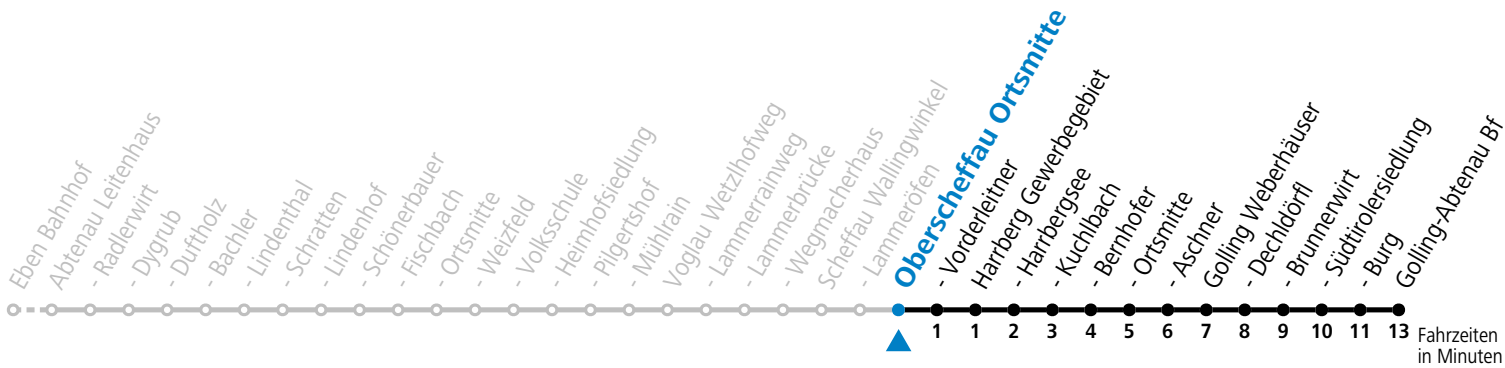 Eben Bahnhof
Abtenau Leitenhaus
- Radlerwirt
- Dygrub
- Duftholz
- Bachler
- Lindenthal
- Schratten
- Lindenhof
- Schönerbauer
- Fischbach
- Ortsmitte
- Weizfeld
- Volksschule
- Heimhofsiedlung
- Pilgertshof
- Mühlrain
Voglau Wetzlhofweg
- Lammerrainweg
- Lammerbrücke
- Wegmacherhaus
Scheffau Wallingwinkel
- Lammeröfen
Oberscheffau Ortsmitte
- Vorderleitner
Harrberg Gewerbegebiet
- Harrbergsee
- Kuchlbach
- Bernhofer
- Ortsmitte
- Aschner
Golling Weberhäuser
- Dechldörfl
- Brunnerwirt
- Südtirolersiedlung
- Burg
Golling-Abtenau Bf
1 1 2 3 4 5 6 7 8 9 10 11 13
Fahrzeiten
in Minuten